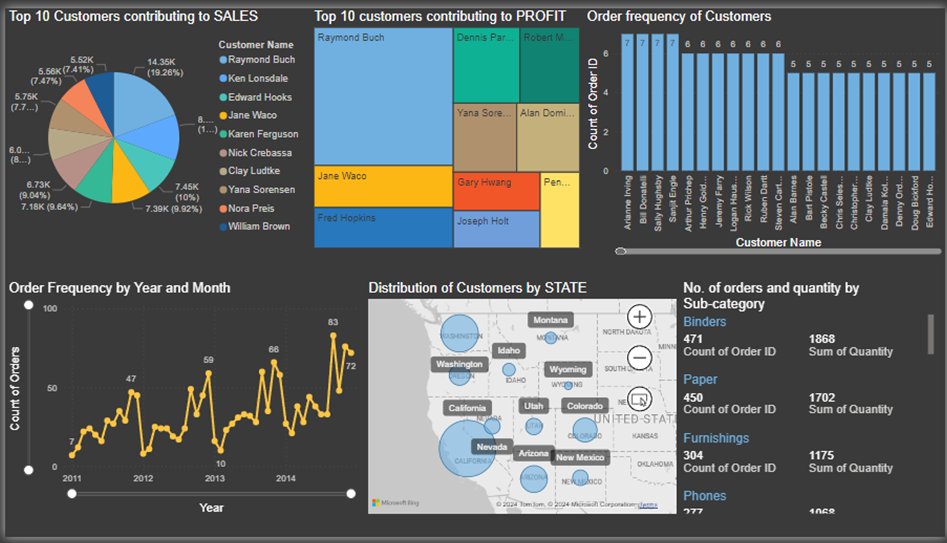 Top 10 Customers contributing to SALES
5.52K
(7.41%)
5.56K
(7.47%)
5.75K
(7.7...)
6.0...
(8...)
6.73K
(9.04%)
7.18K (9.64%)
7.39K (9.92%)
7.45K
(10%)
8....
(1...)
14.35K
(19.26%)
Customer Name
Raymond Buch
Ken Lonsdale
Edward Hooks
Jane Waco
Karen Ferguson
Nick Crebassa
Clay Ludtke
Yana Sorensen
Nora Preis
William Brown
Top 10 customers contributing to PROFIT
Raymond Buch
Dennis Par...
Robert M...
Yana Sore...
Alan Domi...
Jane Waco
Gary Hwang
Pen...
Fred Hopkins
Joseph Holt
Order frequency of Customers
Count of Order ID
6
4
2
0
7 7 7 7 6 6 6 6 6 6 6 5 5 5 5 5 5 5 5 5 5
Arianne Irving
Bill Donatelli
Sally Hughsby
Sanjit Engle
Arthur Prichep
Henry Gold...
Jeremy Farry
Logan Haus...
Rick Wilson
Ruben Dartt
Steven Cart...
Alan Barnes
Bart Pistole
Becky Castell
Chris Seles...
Christopher...
Clay Ludtke
Damala Kot...
Denny Ord...
Doug Bickford
Edward Ho...
Customer Name
Order Frequency by Year and Month
Count of Orders
100
50
0
7
47
59
10
66
83
72
2011 2012 2013 2014
Year
Distribution of Customers by STATE
Montana
MONTANA
NORTH DAKOTA
WASHINGTON
Idaho
IDAHO
Washington
Wyoming
WYOMING
California
Utah
UTAH
Colorado
COLORADO
UNITED STAT
NEVADA
Nevada
KANSAS
CALIFORNIA
Arizona
ARIZONA
New Mexico
NEW MEXICO
OKLAHOMA
Microsoft Bing
© 2024 TomTom, © 2024 Microsoft Corporation Terms
No. of orders and quantity by
Sub-category
Binders
471 1868
Count of Order ID Sum of Quantity
Paper
450 1702
Count of Order ID Sum of Quantity
Furnishings
304 1175
Count of Order ID Sum of Quantity
Phones
277 1068